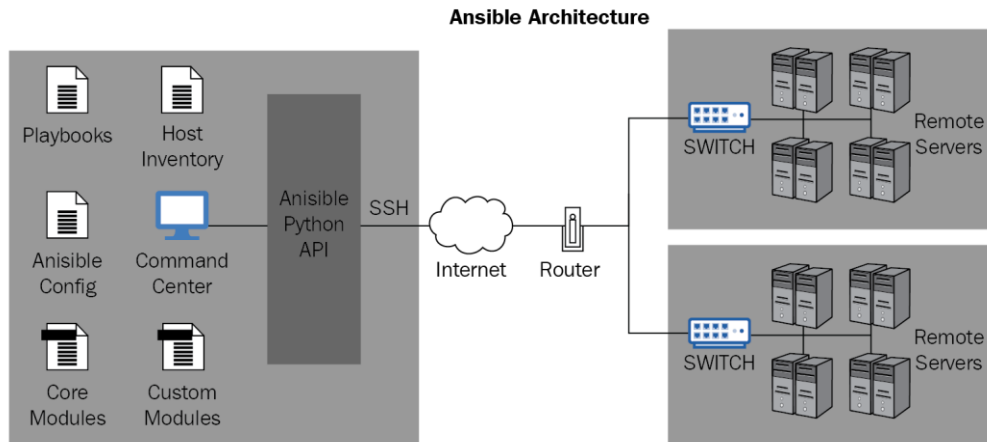 Ansible Architecture
Playbooks
Host
Inventory
Anisible
Config
Command
Center
Core
Modules
Custom
Modules
Anisible
Python
API
SSH
Internet
Router
SWITCH
Remote
Servers
SWITCH
Remote
Servers